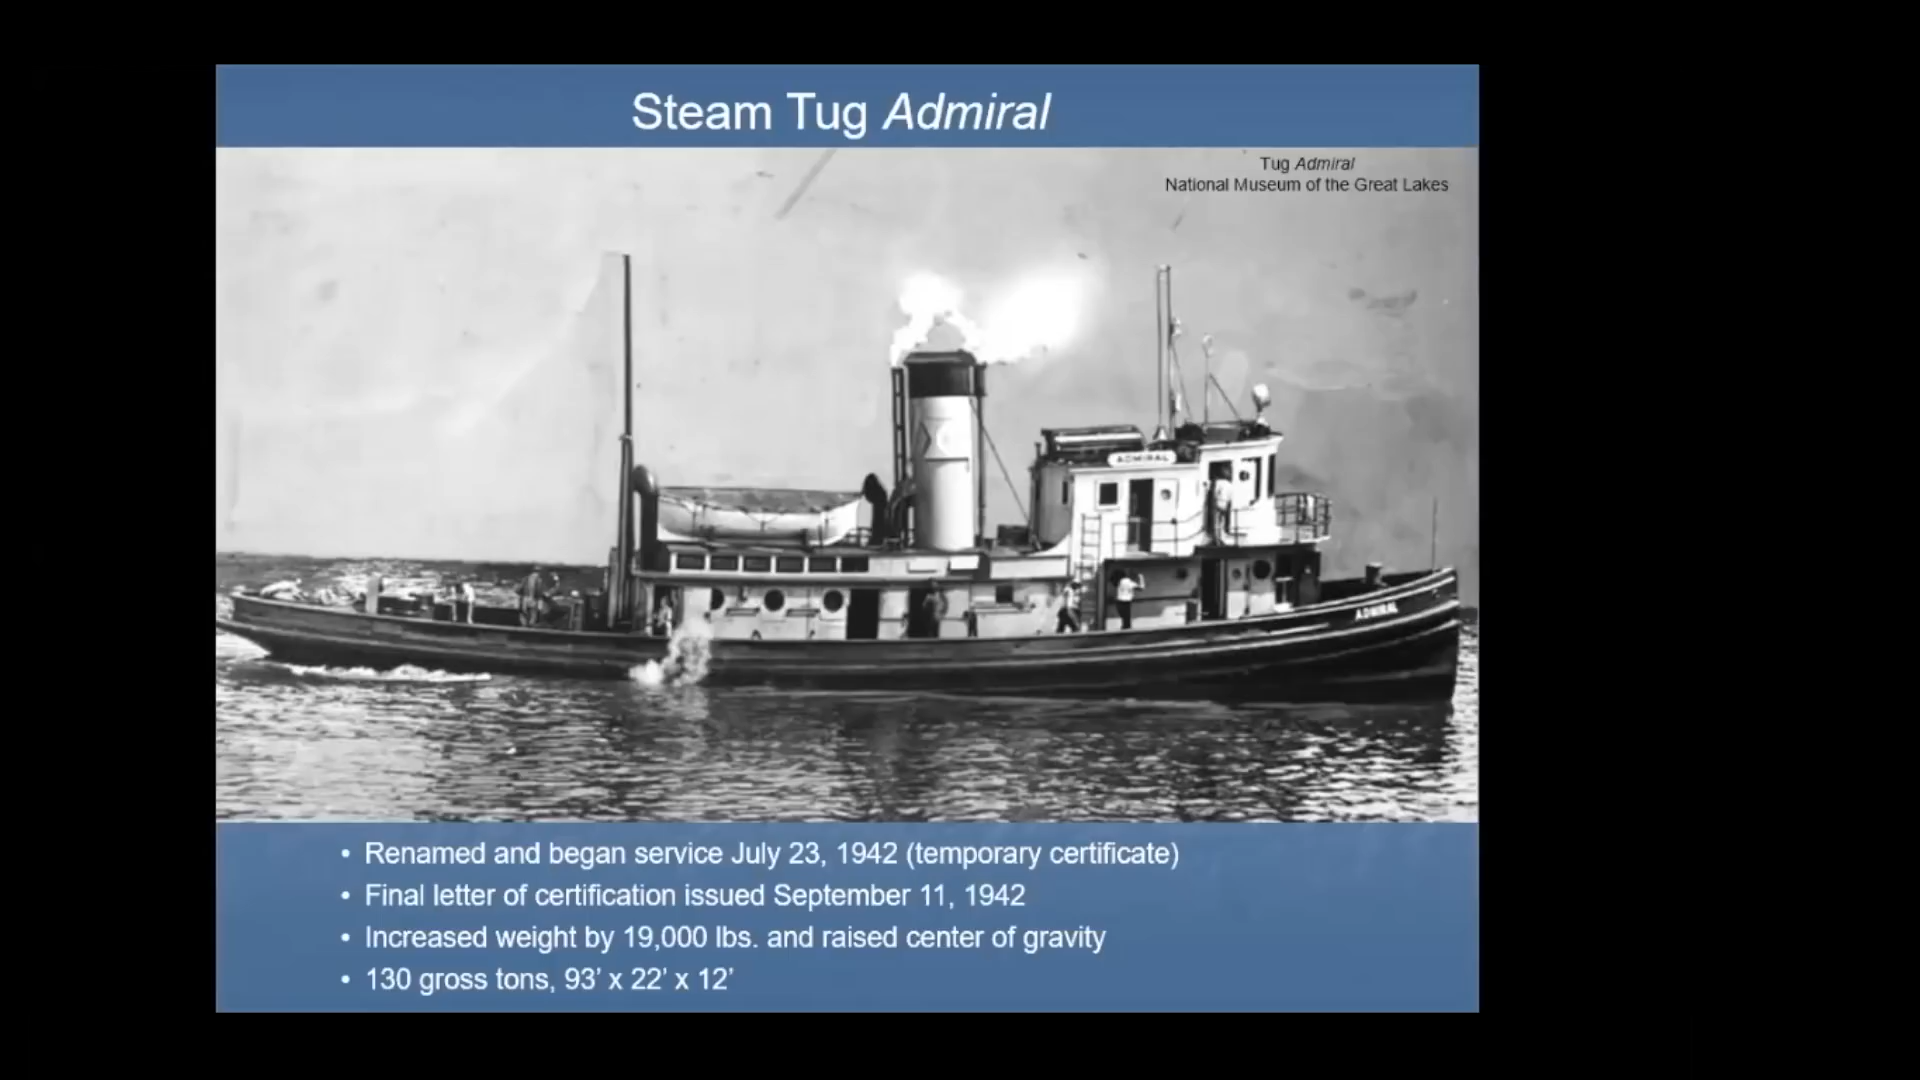 Steam Tug Admiral
Tug Admiral
National Museum of the Great Lakes
ADMIRAL
ADMIRAL
• Renamed and began service July 23, 1942 (temporary certificate)
• Final letter of certification issued September 11, 1942
• Increased weight by 19,000 lbs. and raised center of gravity
• 130 gross tons, 93’ x 22’ x 12’